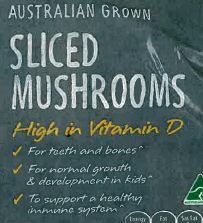 AUSTRALIAN GROWN
SLICED
MUSHROOMS
High in Vitamin D
✓ For teeth and bones^
✓ For normal growth
& development in kids^
✓ To support a healthy
immune system^
Energy Fat Sat Fat